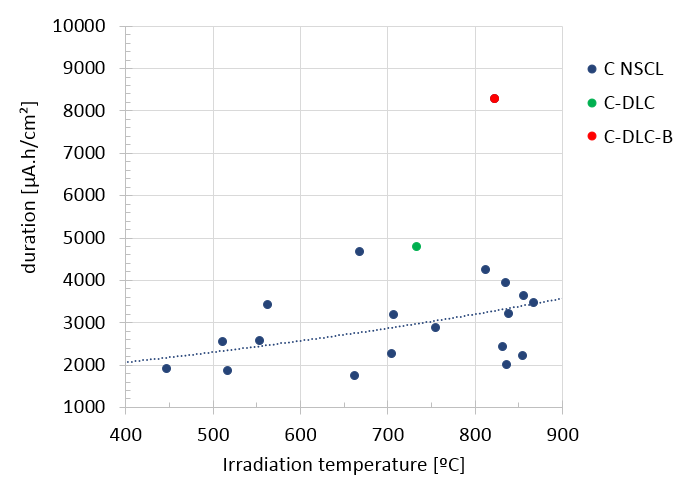 10000
9000
8000
7000
6000
5000
4000
3000
2000
1000
duration [µA.h/cm²]
400 500 600 700 800 900
Irradiation temperature [ºC]
C NSCL
C-DLC
C-DLC-B